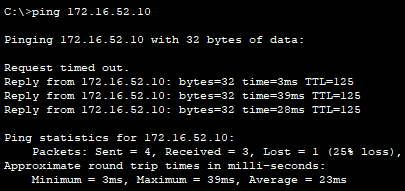 C:\>ping 172.16.52.10
Pinging 172.16.52.10 with 32 bytes of data:
Request timed out.
Reply from 172.16.52.10: bytes=32 time=3ms TTL=125
Reply from 172.16.52.10: bytes=32 time=39ms TTL=125
Reply from 172.16.52.10: bytes=32 time=28ms TTL=125
Ping statistics for 172.16.52.10:
    Packets: Sent = 4, Received = 3, Lost = 1 (25% loss),
Approximate round trip times in milli-seconds:
    Minimum = 3ms, Maximum = 39ms, Average = 23ms